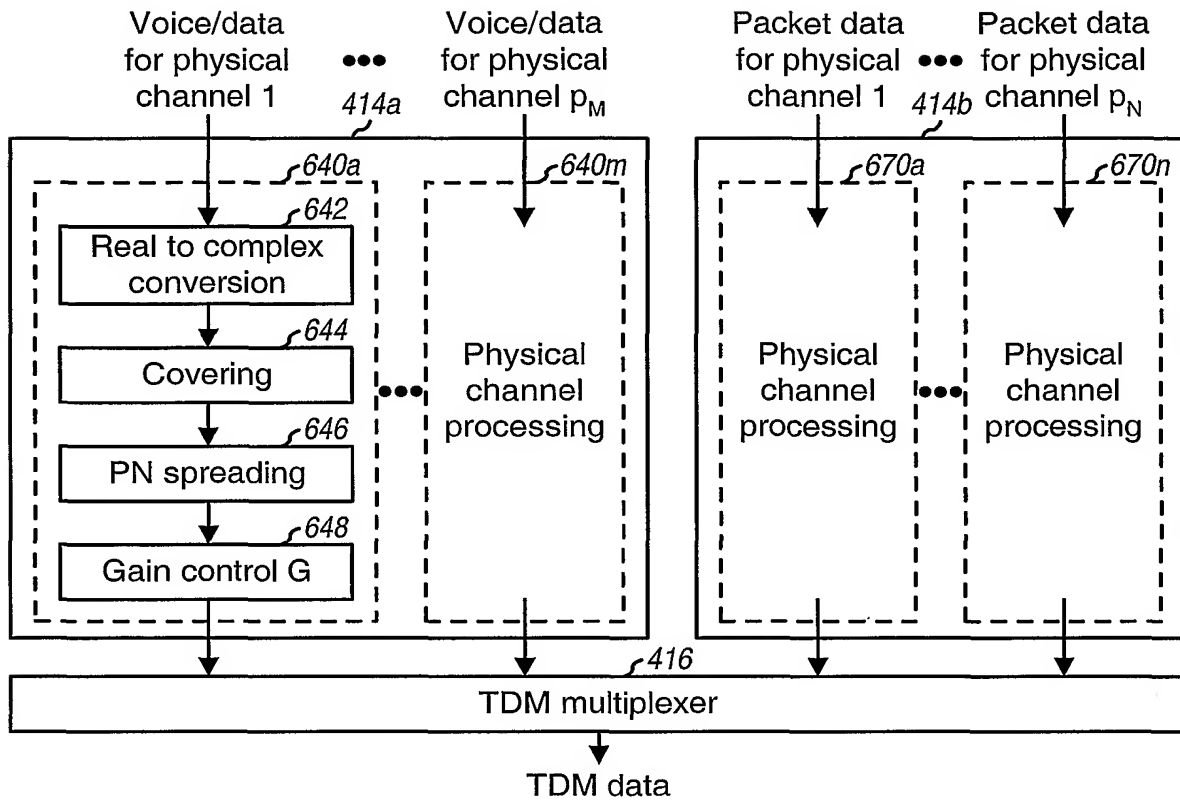 Voice/data
for physical
channel 1
•••
Voice/data
for physical
channel pM
Packet data
for physical
channel 1
•••
Packet data
for physical
channel pN
414a
414b
640a
640m
670a
670n
642
Real to complex
conversion
644
Covering
646
PN spreading
648
Gain control G
•••
Physical
channel
processing
Physical
channel
processing
•••
Physical
channel
processing
416
TDM multiplexer
TDM data